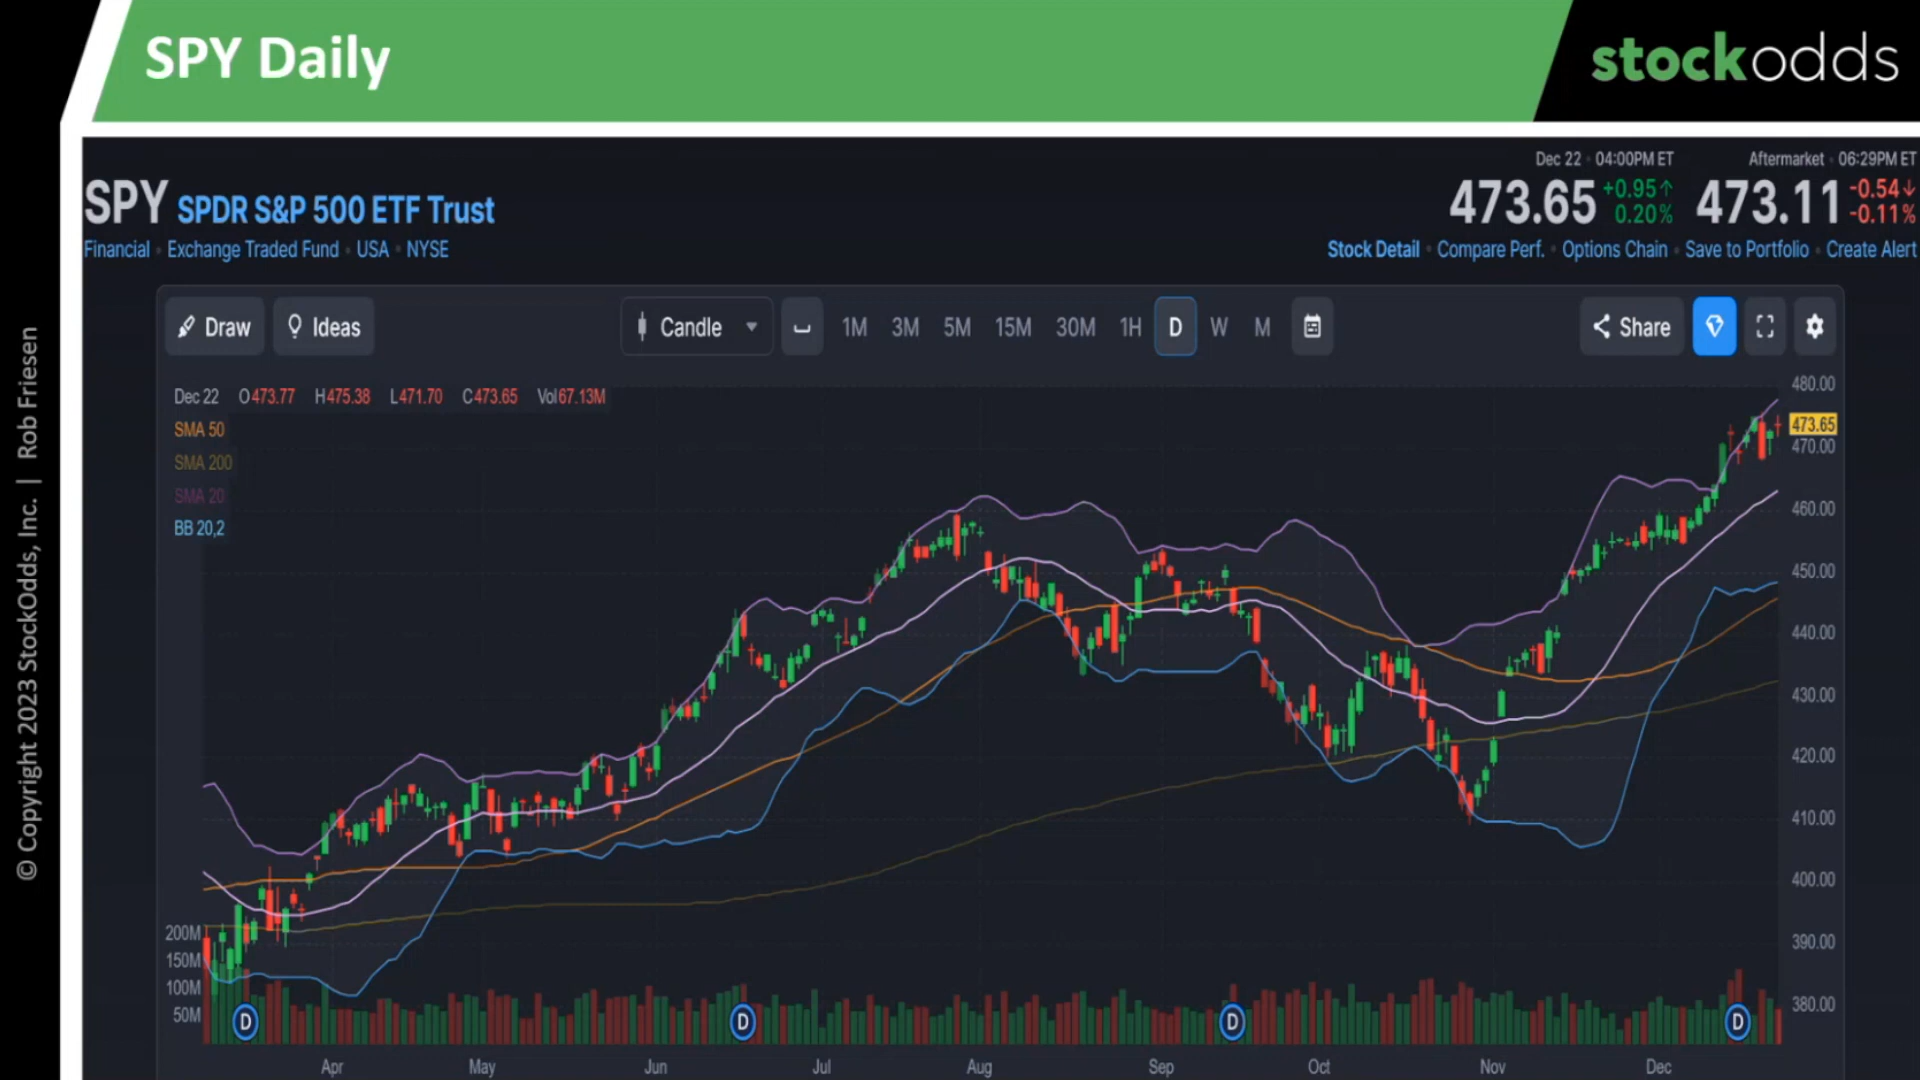 SPY Daily
stockodds
© Copyright 2023 StockOdds, Inc. | Rob Friesen
Dec 22 · 04:00PM ET
Aftermarket · 06:29PM ET
SPY SPDR S&P 500 ETF Trust
473.65 +0.95↑ 0.20%
473.11 -0.54↓ -0.11%
Financial • Exchange Traded Fund • USA • NYSE
Stock Detail • Compare Perf. • Options Chain • Save to Portfolio • Create Alert
Draw
Ideas
Candle
1M 3M 5M 15M 30M 1H D W M
Share
Dec 22 O473.77 H475.38 L471.70 C473.65 Vol67.13M
SMA 50
SMA 200
SMA 20
BB 20,2
480.00
473.65
470.00
460.00
450.00
440.00
430.00
420.00
410.00
400.00
390.00
380.00
200M
150M
100M
50M
D D D D
Apr May Jun Jul Aug Sep Oct Nov Dec